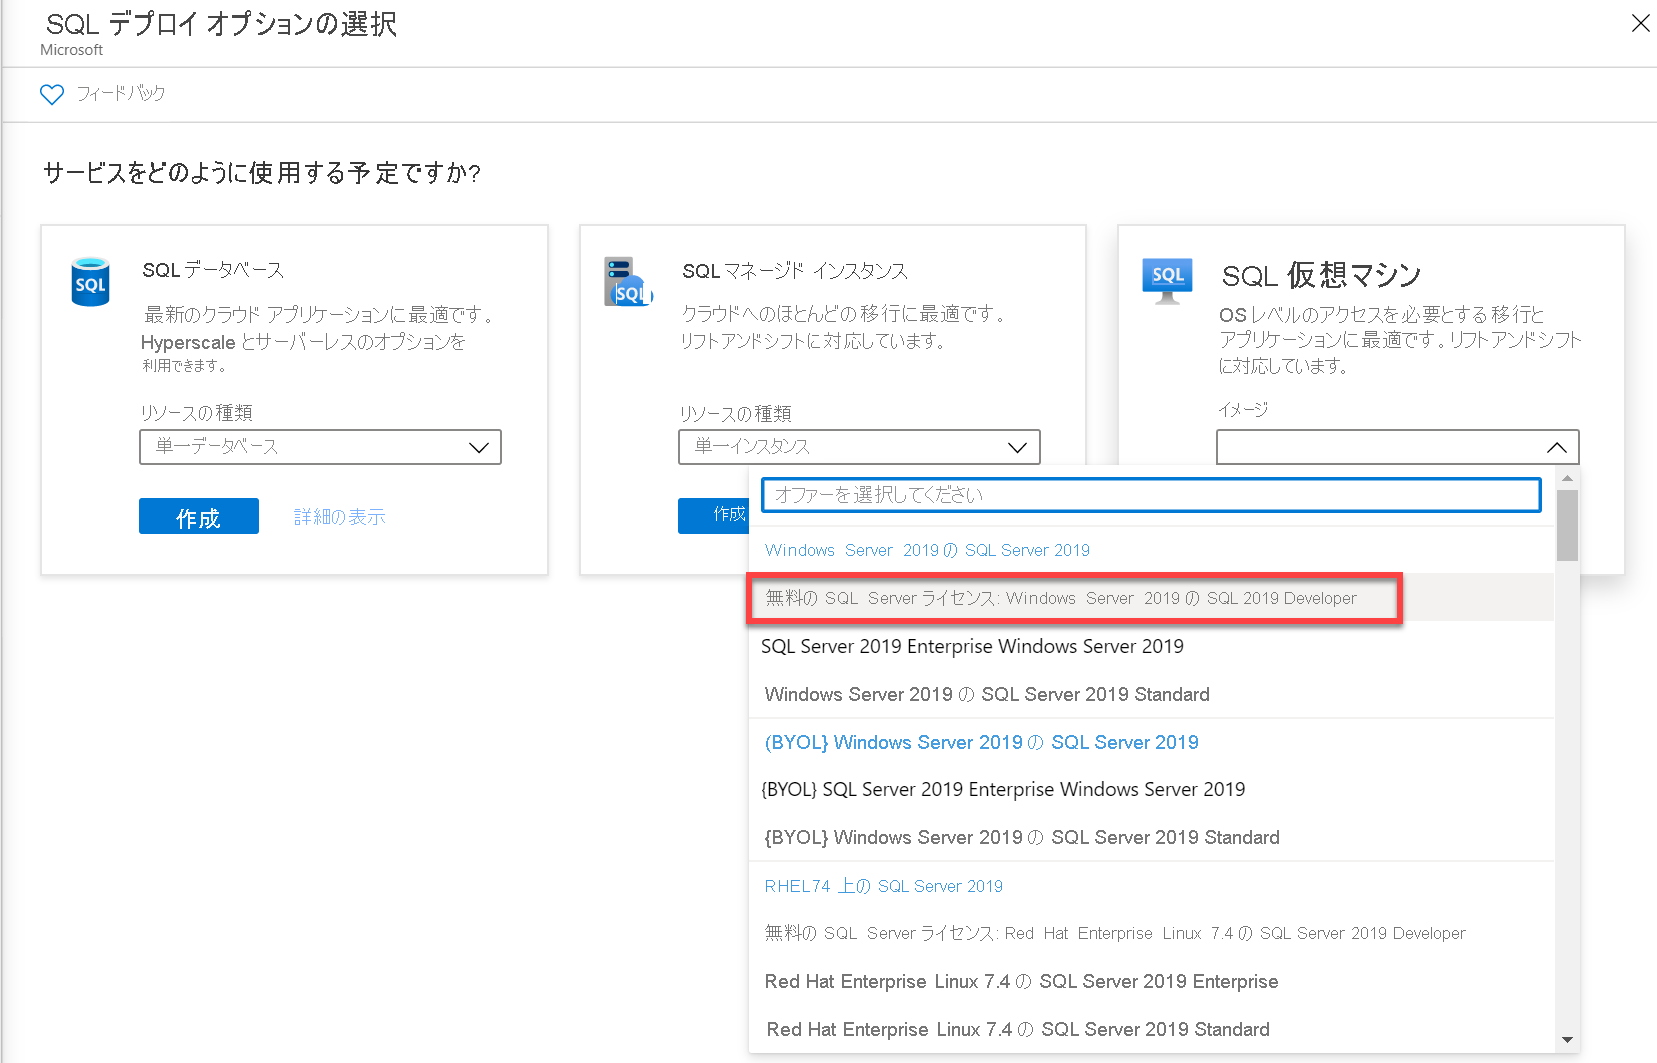 SQL デプロイ オプションの選択
Microsoft
フィードバック
サービスをどのように使用する予定ですか?
SQL
SQL データベース
最新のクラウド アプリケーションに最適です。
Hyperscale とサーバーレスのオプションを
利用できます。
リソースの種類
単一データベース
作成
詳細の表示
SQL
SQL マネージド インスタンス
クラウドへのほとんどの移行に最適です。
リフトアンドシフトに対応しています。
リソースの種類
単一インスタンス
作成
SQL
SQL 仮想マシン
OS レベルのアクセスを必要とする移行と
アプリケーションに最適です。リフトアンドシフト
に対応しています。
イメージ
オファーを選択してください
Windows Server 2019 の SQL Server 2019
無料の SQL Server ライセンス: Windows Server 2019 の SQL 2019 Developer
SQL Server 2019 Enterprise Windows Server 2019
Windows Server 2019 の SQL Server 2019 Standard
(BYOL} Windows Server 2019 の SQL Server 2019
{BYOL} SQL Server 2019 Enterprise Windows Server 2019
{BYOL} Windows Server 2019 の SQL Server 2019 Standard
RHEL74 上の SQL Server 2019
無料の SQL Server ライセンス: Red Hat Enterprise Linux 7.4 の SQL Server 2019 Developer
Red Hat Enterprise Linux 7.4 の SQL Server 2019 Enterprise
Red Hat Enterprise Linux 7.4 の SQL Server 2019 Standard